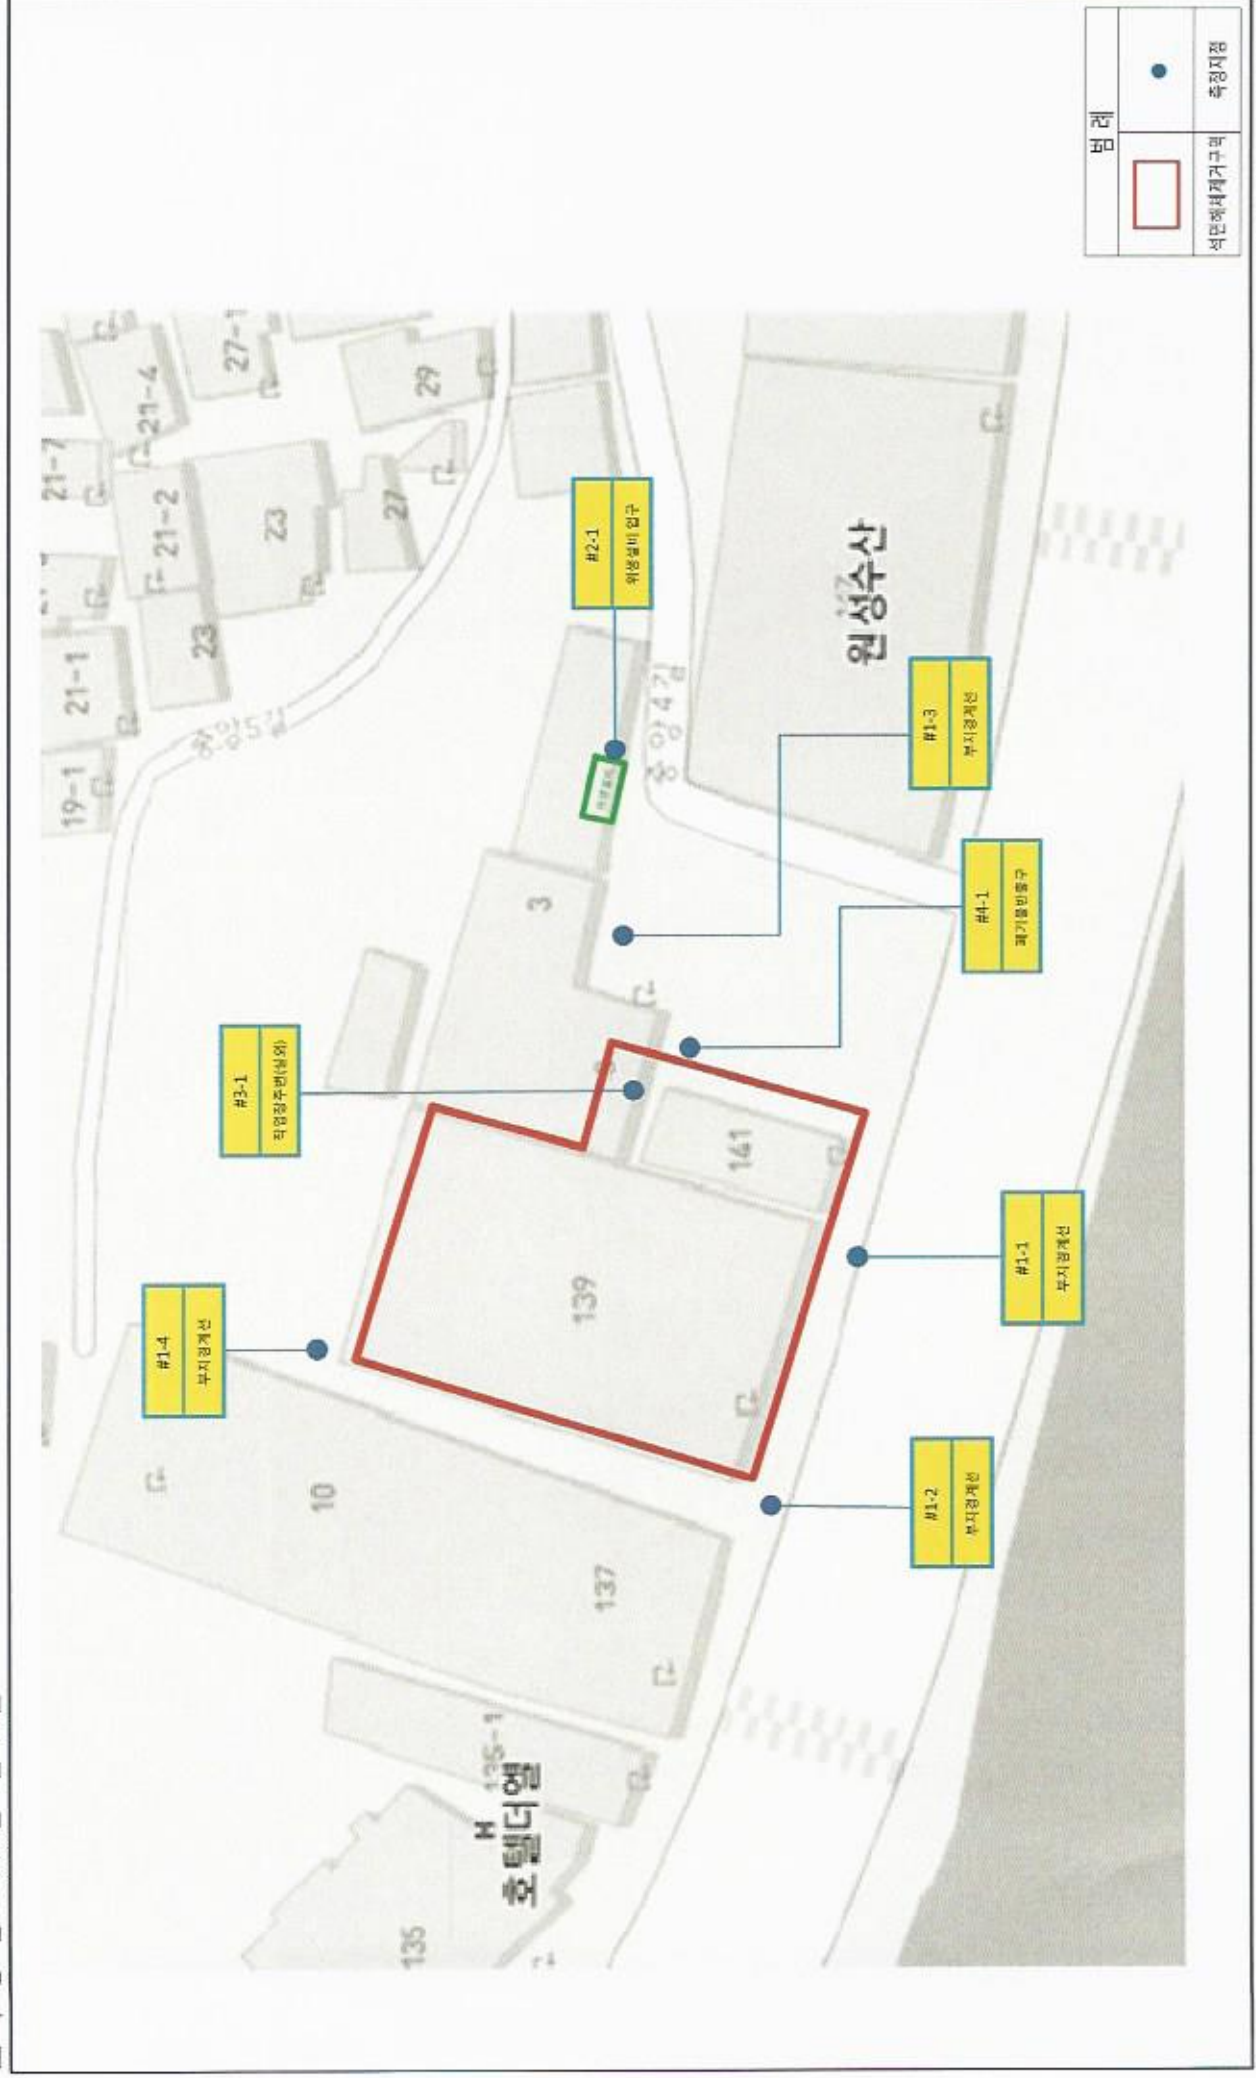 범 례
석면해체제거구역
측정지점
#1-4
부지경계선
#3-1
작업장주변(실외)
#2-1
위생설비 입구
#1-2
부지경계선
#1-1
부지경계선
#4-1
폐기물반출구
#1-3
부지경계선
위생설비
19-1
21-1
21-7
21-2
21-4
27-1
23
23
27
29
중앙4길
원성수산
3
139
141
10
137
135-1
H
호텔더엘
135